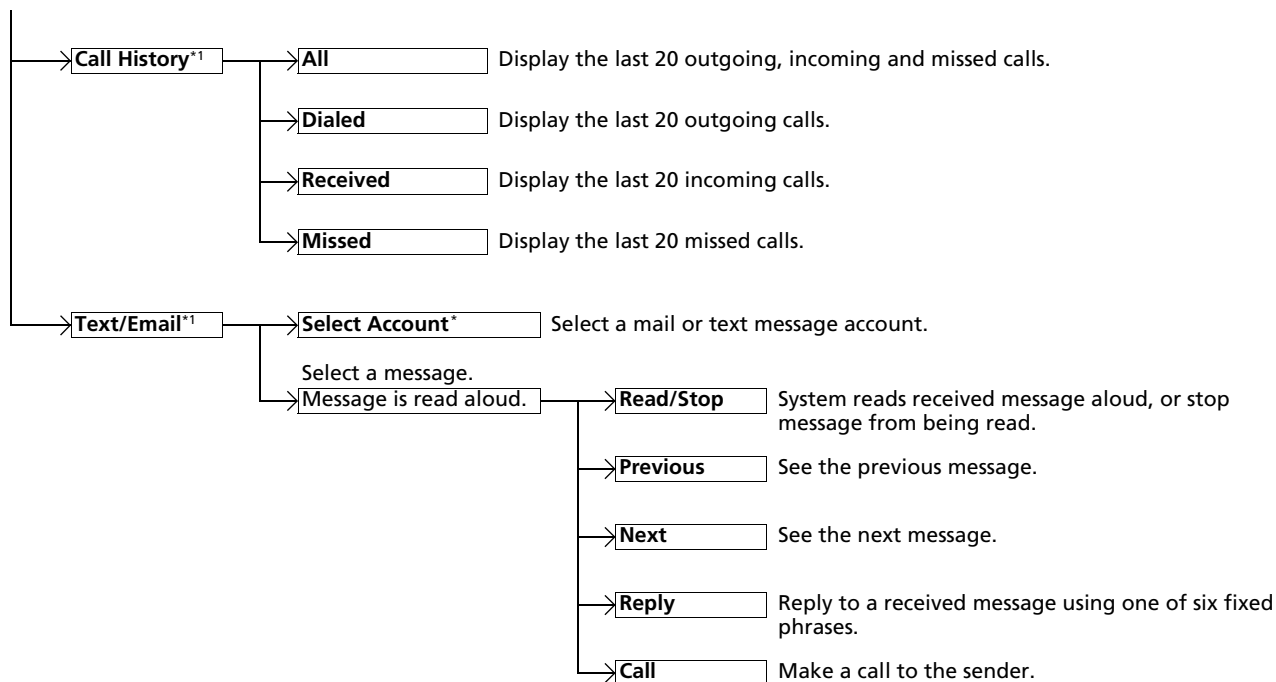 Call History*1
All
Display the last 20 outgoing, incoming and missed calls.
Dialed
Display the last 20 outgoing calls.
Received
Display the last 20 incoming calls.
Missed
Display the last 20 missed calls.
Text/Email*1
Select Account*
Select a mail or text message account.
Select a message.
Message is read aloud.
Read/Stop
System reads received message aloud, or stop
message from being read.
Previous
See the previous message.
Next
See the next message.
Reply
Reply to a received message using one of six fixed
phrases.
Call
Make a call to the sender.